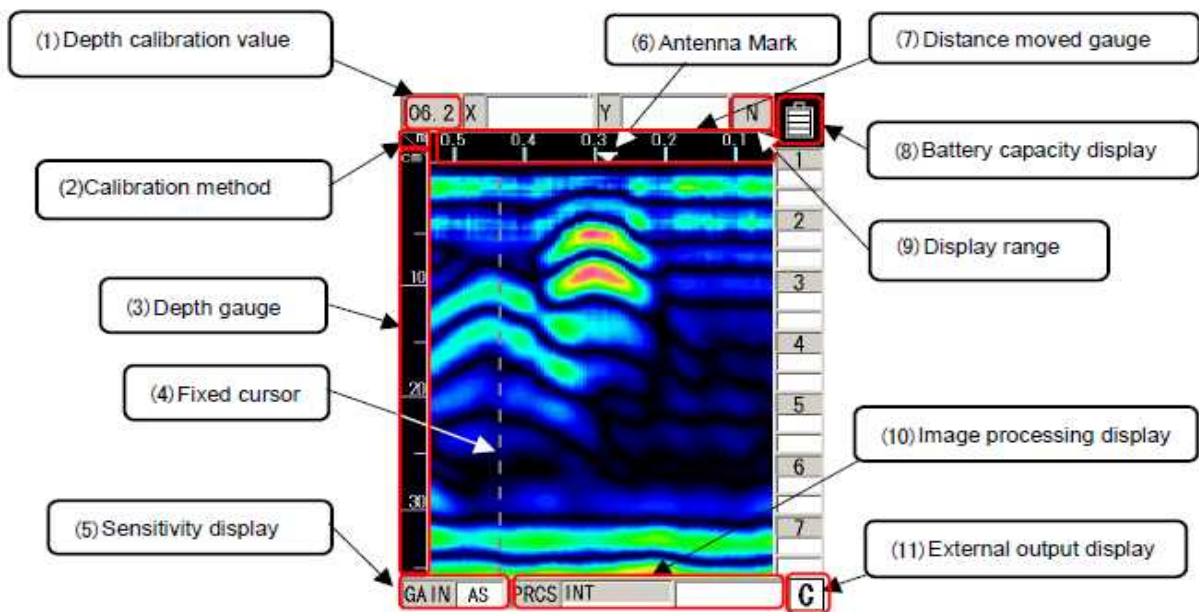 (1) Depth calibration value
(6) Antenna Mark
(7) Distance moved gauge
06.2 X Y N
m 0.5 0.4 0.3 0.2 0.1
cm
(8) Battery capacity display
(2)Calibration method
1
2
(9) Display range
10
3
(3) Depth gauge
4
(4) Fixed cursor
20
5
(10) Image processing display
6
30
(5) Sensitivity display
7
(11) External output display
GAIN AS PRCS INT C